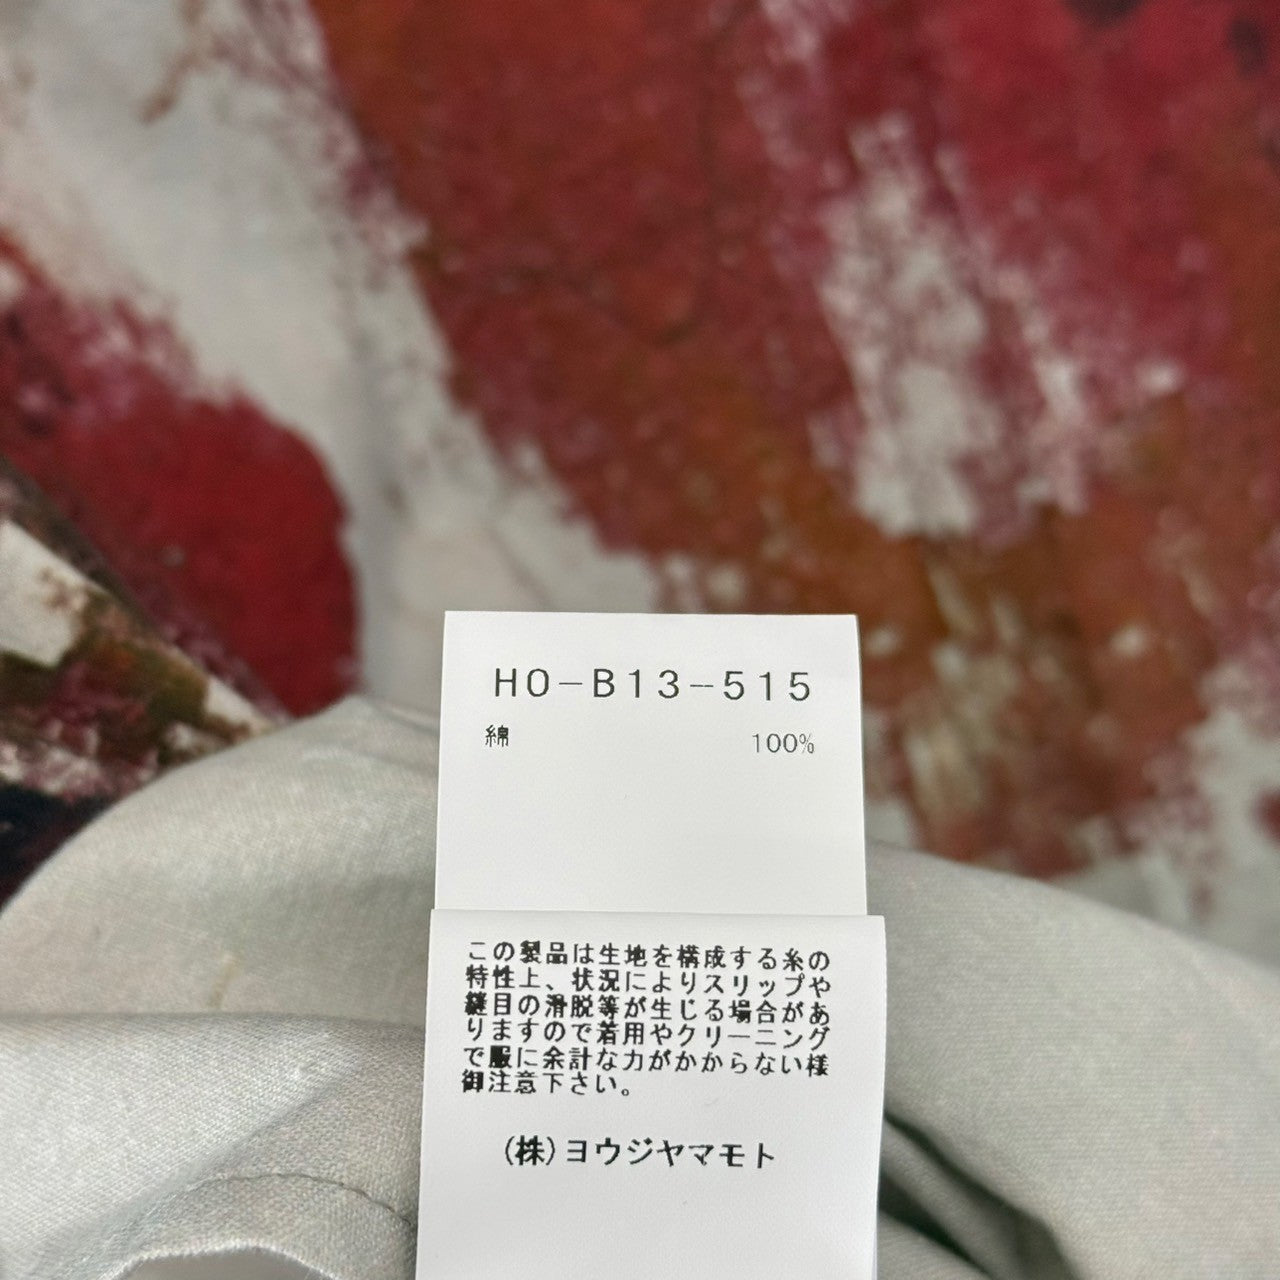 HO-B13-515
綿 100%
この製品は生地を構成する糸の
特性上、状況によりスリップや
縫目の滑脱等が生じる場合があ
りますので着用やクリーニング
で服に余計な力がかからない様
御注意下さい。
(株)ヨウジヤマモト